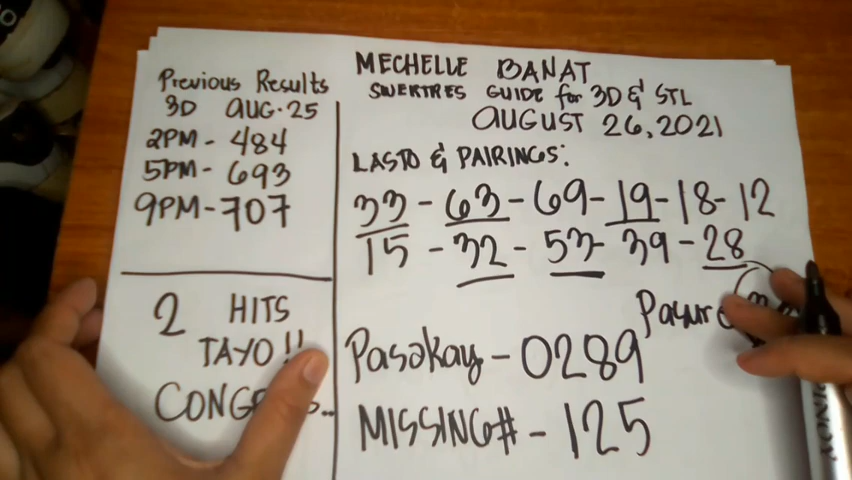 Previous Results
3D AUG. 25
2PM - 484
5PM - 693
9PM - 707
2 HITS
TAYO!!
MECHELLE BANAT
SWERTRES GUIDE for 3D & STL
AUGUST 26, 2021
LASTO & PAIRINGS:
33 - 63 - 69 - 19 - 18 - 12
15 - 32 - 53 - 39 - 28
Pasakay - 0289
MISSING# - 125